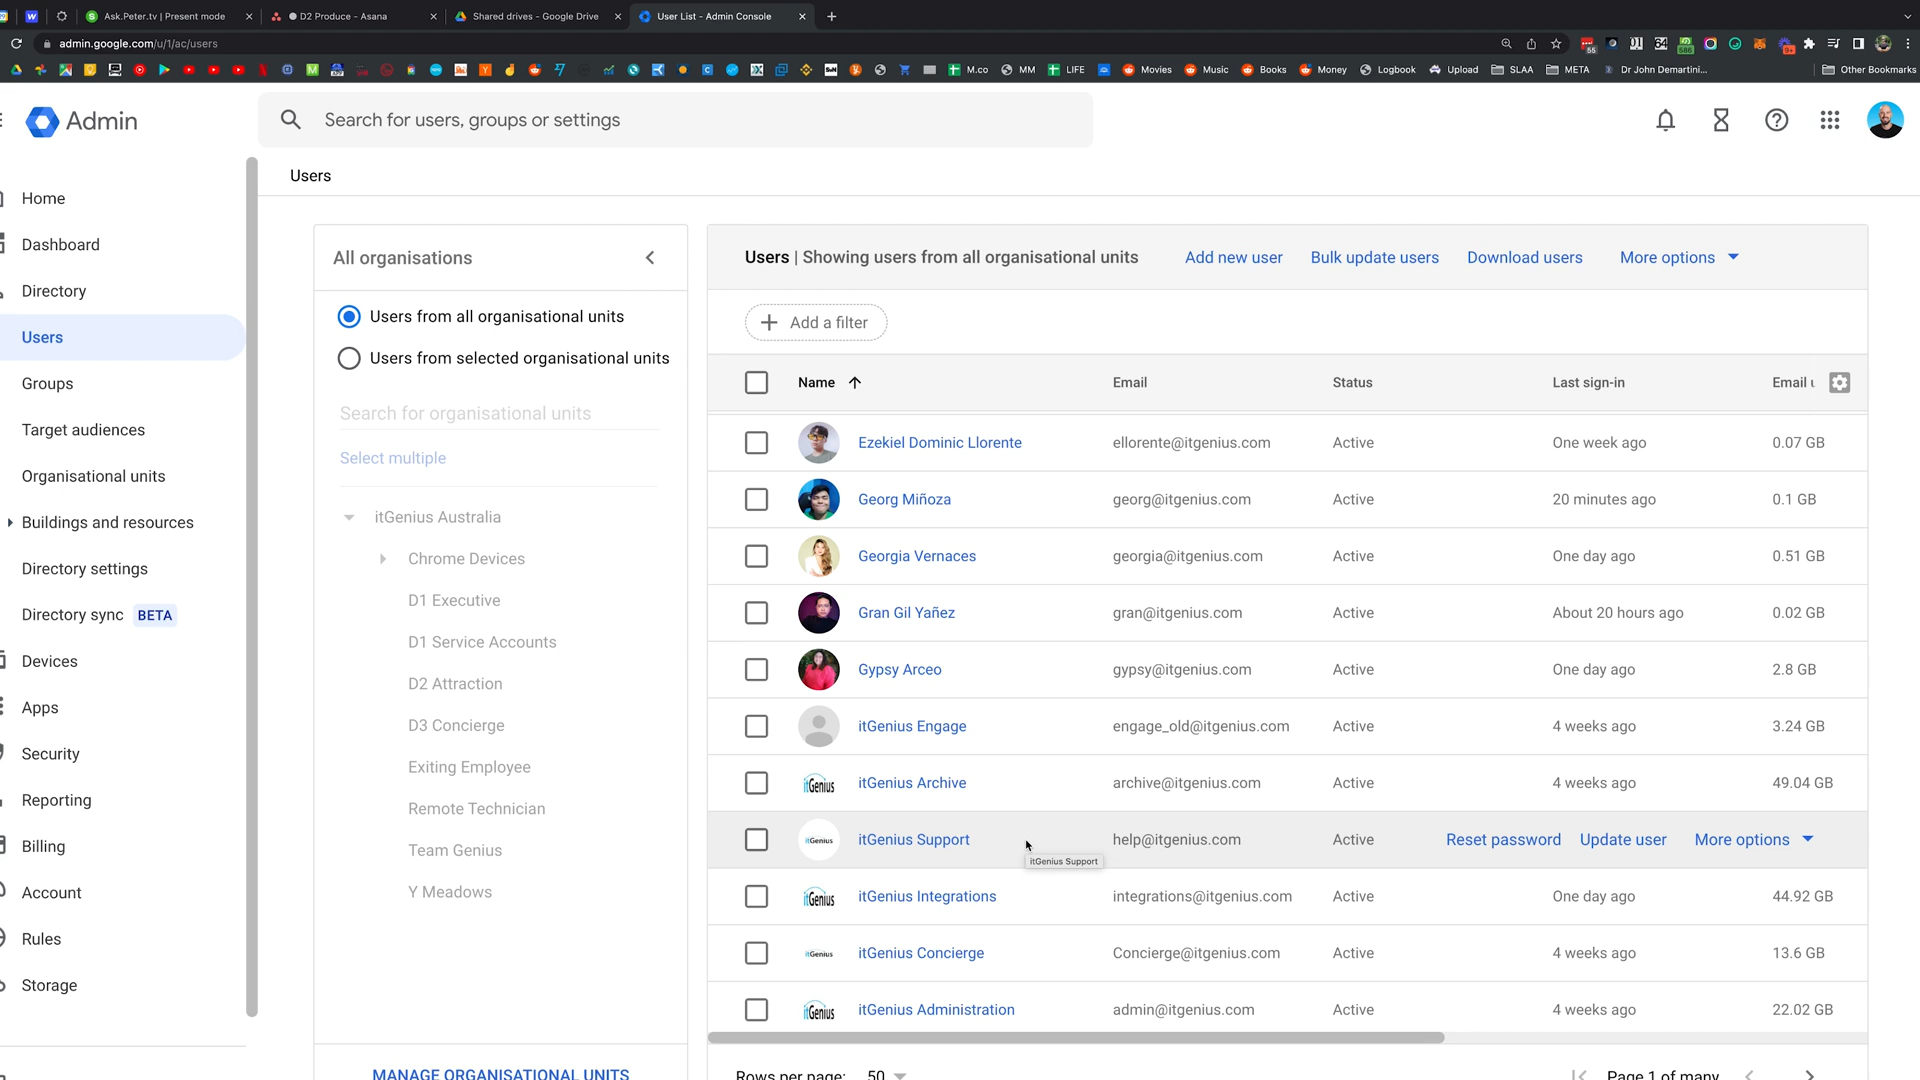 Ask.Peter.tv | Present mode
D2 Produce - Asana
Shared drives - Google Drive
User List - Admin Console
admin.google.com/u/1/ac/users
M.co
MM
LIFE
Movies
Music
Books
Money
Logbook
Upload
SLAA
META
Dr John Demartini...
Other Bookmarks
Admin
Search for users, groups or settings
Users
Home
Dashboard
Directory
Users
Groups
Target audiences
Organisational units
Buildings and resources
Directory settings
Directory sync BETA
Devices
Apps
Security
Reporting
Billing
Account
Rules
Storage
All organisations
Users from all organisational units
Users from selected organisational units
Search for organisational units
Select multiple
itGenius Australia
Chrome Devices
D1 Executive
D1 Service Accounts
D2 Attraction
D3 Concierge
Exiting Employee
Remote Technician
Team Genius
Y Meadows
MANAGE ORGANISATIONAL UNITS
Users | Showing users from all organisational units Add new user Bulk update users Download users More options
Add a filter
Name Email Status Last sign-in Email u
Ezekiel Dominic Llorente ellorente@itgenius.com Active One week ago 0.07 GB
Georg Miñoza georg@itgenius.com Active 20 minutes ago 0.1 GB
Georgia Vernaces georgia@itgenius.com Active One day ago 0.51 GB
Gran Gil Yañez gran@itgenius.com Active About 20 hours ago 0.02 GB
Gypsy Arceo gypsy@itgenius.com Active One day ago 2.8 GB
itGenius Engage engage_old@itgenius.com Active 4 weeks ago 3.24 GB
itGenius itGenius Archive archive@itgenius.com Active 4 weeks ago 49.04 GB
itGenius itGenius Support help@itgenius.com Active Reset password Update user More options
itGenius Support
itGenius itGenius Integrations integrations@itgenius.com Active One day ago 44.92 GB
itGenius itGenius Concierge Concierge@itgenius.com Active 4 weeks ago 13.6 GB
itGenius itGenius Administration admin@itgenius.com Active 4 weeks ago 22.02 GB
Rows per page: 50 Page 1 of many